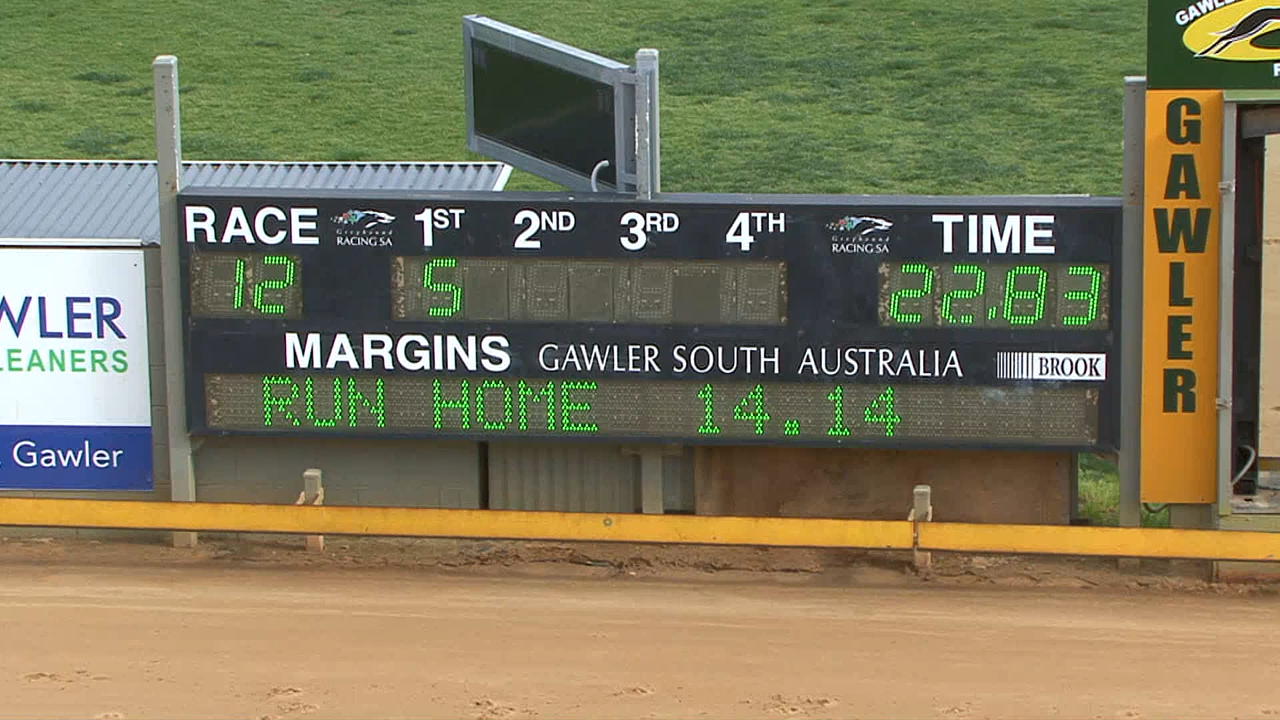 GAWLE
RACE
Greyhound
RACING SA
1ST
2ND
3RD
4TH
Greyhound
RACING SA
TIME
12
5
22.83
MARGINS
GAWLER SOUTH AUSTRALIA
BROOK
RUN HOME 14.14
WLER
LEANERS
Gawler
GAWLER